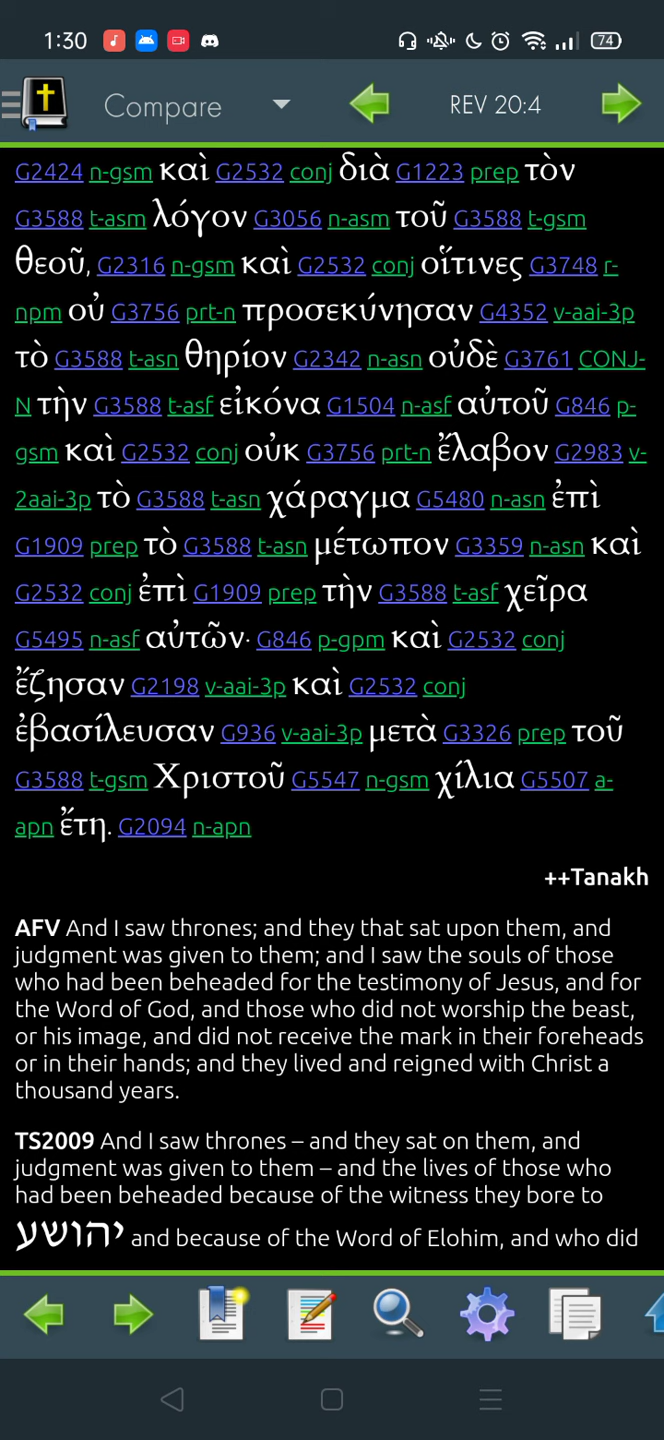 1:30
74
Compare
REV 20:4
G2424 n-gsm καὶ G2532 conj διὰ G1223 prep τὸν
G3588 t-asm λόγον G3056 n-asm τοῦ G3588 t-gsm
θεοῦ, G2316 n-gsm καὶ G2532 conj οἵτινες G3748 r-
npm οὐ G3756 prt-n προσεκύνησαν G4352 v-aai-3p
τὸ G3588 t-asn θηρίον G2342 n-asn οὐδὲ G3761 CONJ-
N τὴν G3588 t-asf εἰκόνα G1504 n-asf αὐτοῦ G846 p-
gsm καὶ G2532 conj οὐκ G3756 prt-n ἔλαβον G2983 v-
2aai-3p τὸ G3588 t-asn χάραγμα G5480 n-asn ἐπὶ
G1909 prep τὸ G3588 t-asn μέτωπον G3359 n-asn καὶ
G2532 conj ἐπὶ G1909 prep τὴν G3588 t-asf χεῖρα
G5495 n-asf αὐτῶν· G846 p-gpm καὶ G2532 conj
ἔζησαν G2198 v-aai-3p καὶ G2532 conj
ἐβασίλευσαν G936 v-aai-3p μετὰ G3326 prep τοῦ
G3588 t-gsm Χριστοῦ G5547 n-gsm χίλια G5507 a-
apn ἔτη. G2094 n-apn
++Tanakh
AFV And I saw thrones; and they that sat upon them, and
judgment was given to them; and I saw the souls of those
who had been beheaded for the testimony of Jesus, and for
the Word of God, and those who did not worship the beast,
or his image, and did not receive the mark in their foreheads
or in their hands; and they lived and reigned with Christ a
thousand years.
TS2009 And I saw thrones – and they sat on them, and
judgment was given to them – and the lives of those who
had been beheaded because of the witness they bore to
יהושע and because of the Word of Elohim, and who did